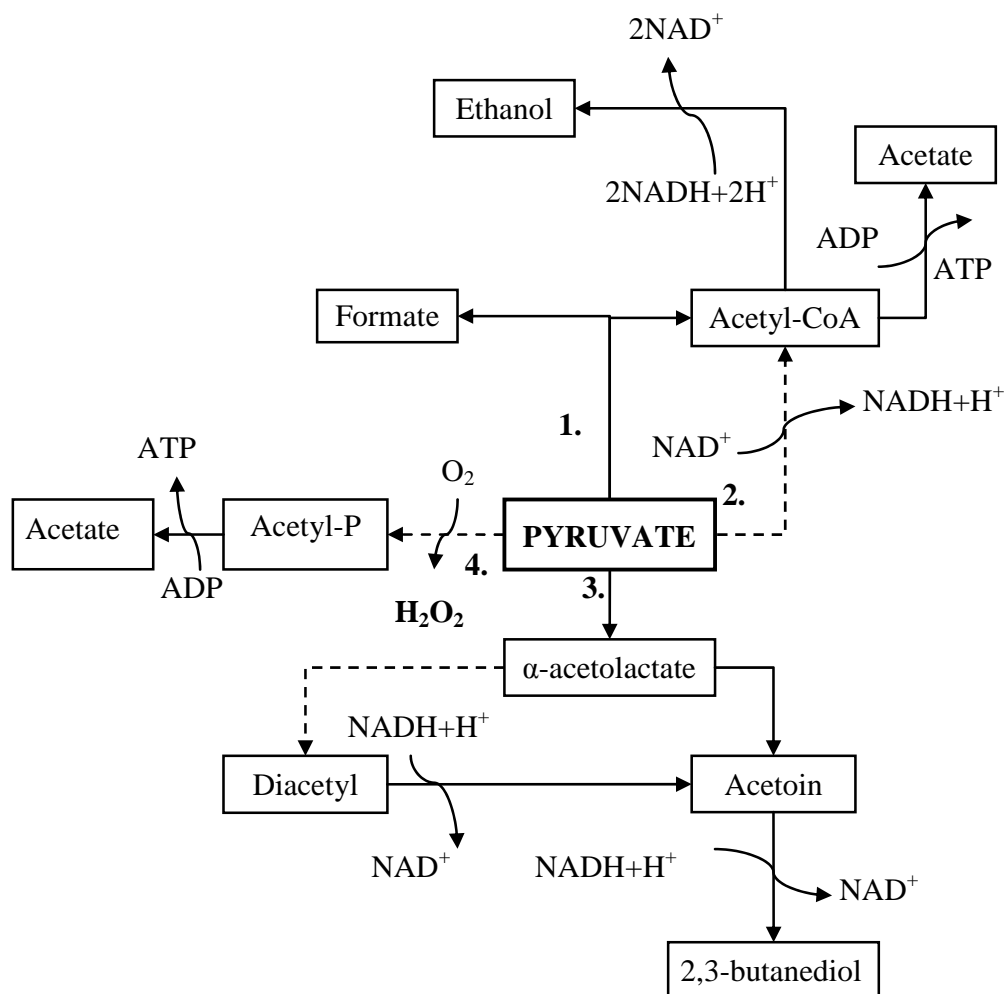 2NAD⁺
Ethanol
Acetate
2NADH+2H⁺
ADP
ATP
Formate
Acetyl-CoA
NADH+H⁺
1.
NAD⁺
ATP
O₂
2.
Acetate
Acetyl-P
PYRUVATE
4.
3.
ADP
H₂O₂
α-acetolactate
NADH+H⁺
Diacetyl
Acetoin
NAD⁺
NADH+H⁺
NAD⁺
2,3-butanediol